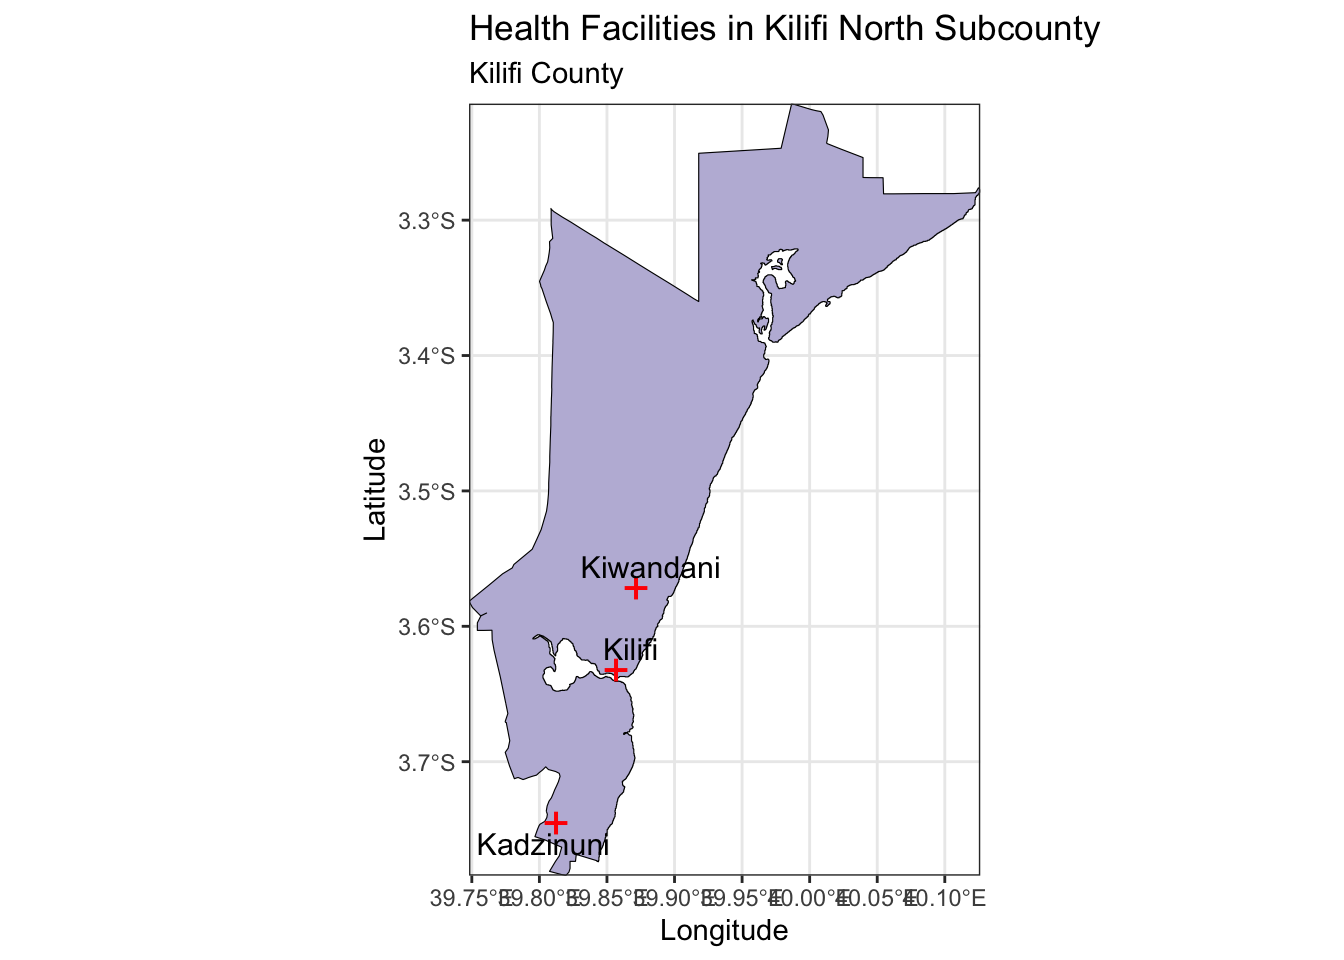 Health Facilities in Kilifi North Subcounty
Kilifi County
3.3°S
3.4°S
3.5°S
3.6°S
3.7°S
Latitude
Kiwandani
Kilifi
Kadzinuni
39.75°E 39.80°E 39.85°E 39.90°E 39.95°E 40.00°E 40.05°E 40.10°E
Longitude